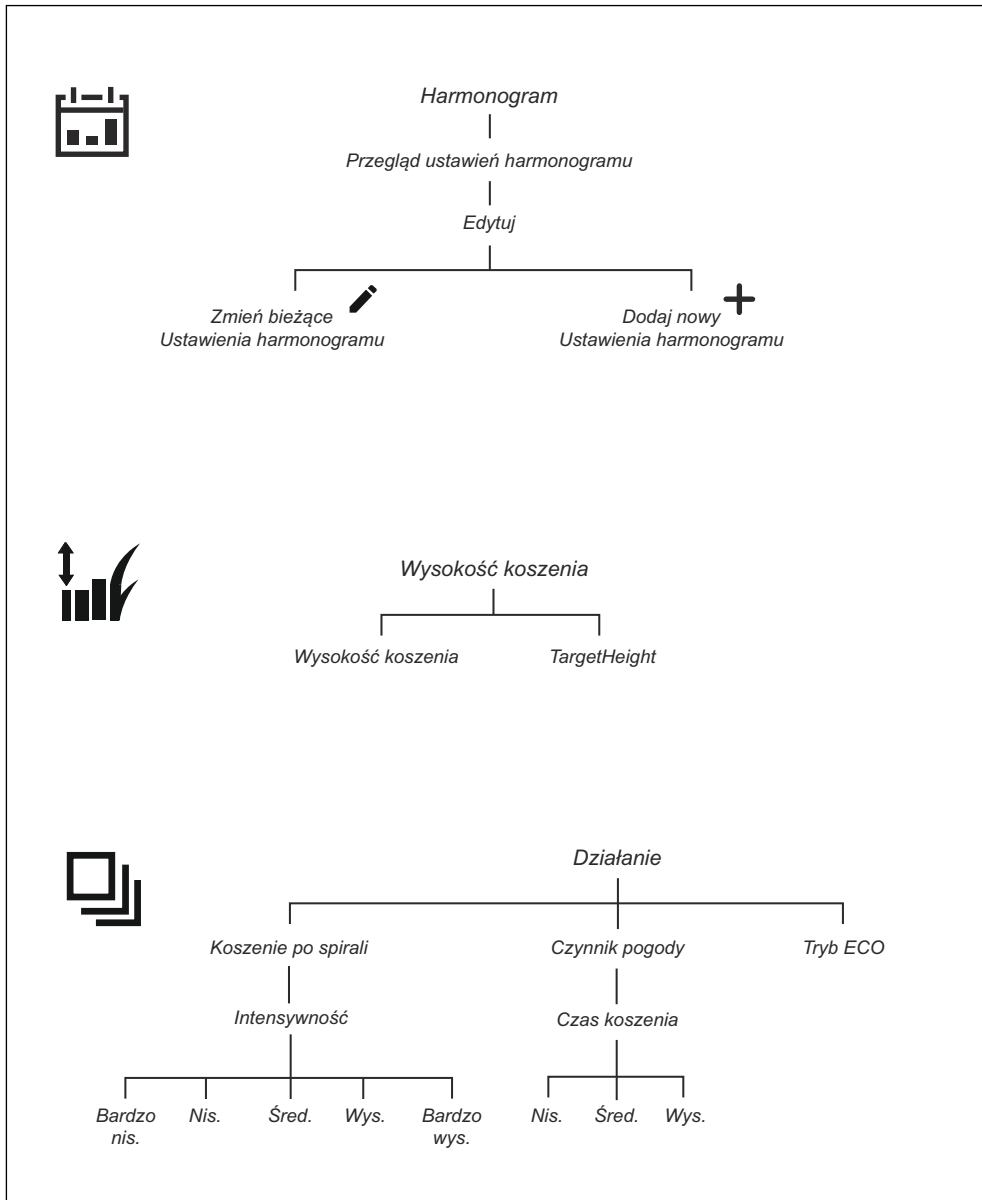 Harmonogram
Przegląd ustawień harmonogramu
Edytuj
Zmień bieżące
Ustawienia harmonogramu
Dodaj nowy
Ustawienia harmonogramu
Wysokość koszenia
Wysokość koszenia
TargetHeight
Działanie
Koszenie po spirali
Czynnik pogody
Tryb ECO
Intensywność
Czas koszenia
Bardzo
nis.
Nis.
Śred.
Wys.
Bardzo
wys.
Nis.
Śred.
Wys.